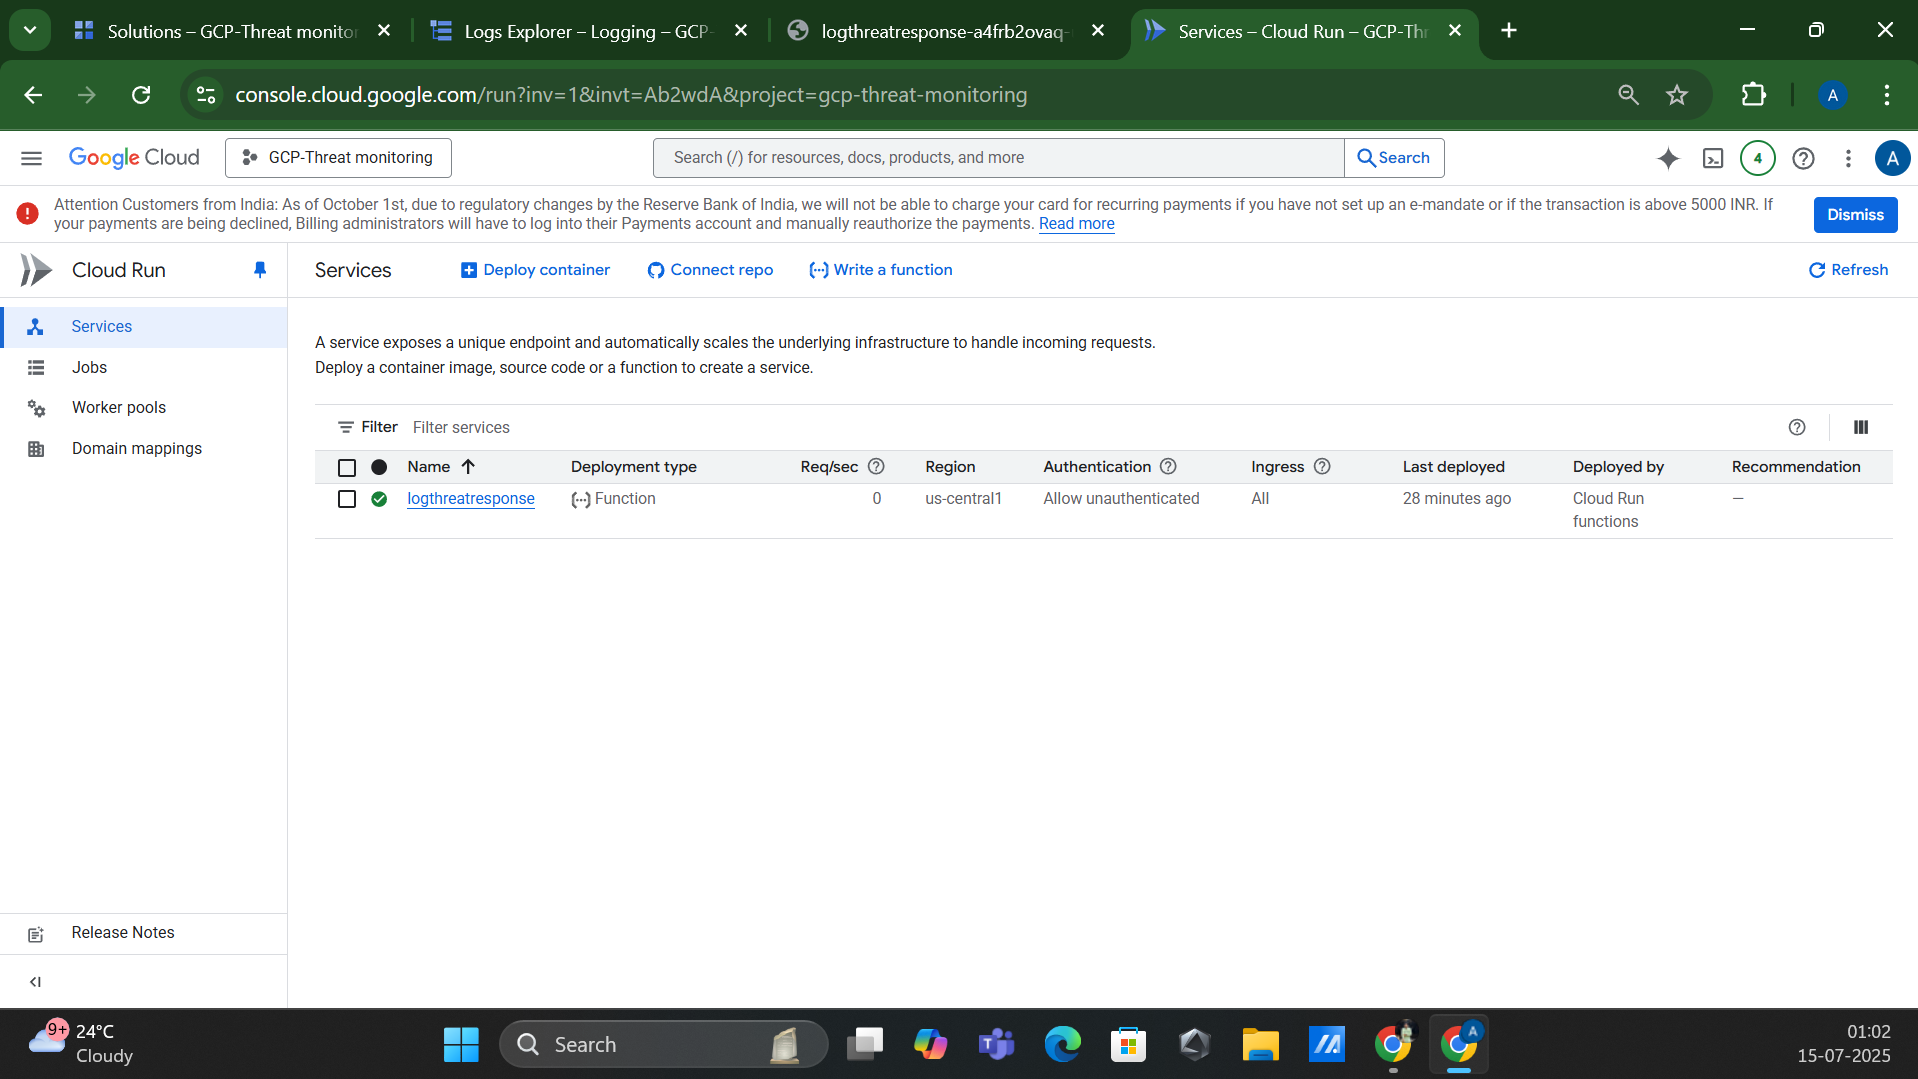 Solutions – GCP-Threat monitor
Logs Explorer – Logging – GCP-
logthreatresponse-a4frb2ovaq-
Services – Cloud Run – GCP-Thr
console.cloud.google.com/run?inv=1&invt=Ab2wdA&project=gcp-threat-monitoring
A
Google Cloud
GCP-Threat monitoring
Search (/) for resources, docs, products, and more
Search
4
A
Attention Customers from India: As of October 1st, due to regulatory changes by the Reserve Bank of India, we will not be able to charge your card for recurring payments if you have not set up an e-mandate or if the transaction is above 5000 INR. If
your payments are being declined, Billing administrators will have to log into their Payments account and manually reauthorize the payments. Read more
Dismiss
Cloud Run
Services
Deploy container
Connect repo
Write a function
Refresh
Services
Jobs
Worker pools
Domain mappings
A service exposes a unique endpoint and automatically scales the underlying infrastructure to handle incoming requests.
Deploy a container image, source code or a function to create a service.
Filter
Filter services
Name
Deployment type
Req/sec
Region
Authentication
Ingress
Last deployed
Deployed by
Recommendation
logthreatresponse
Function
0
us-central1
Allow unauthenticated
All
28 minutes ago
Cloud Run
functions
—
Release Notes
9+
24°C
Cloudy
Search
A
01:02
15-07-2025